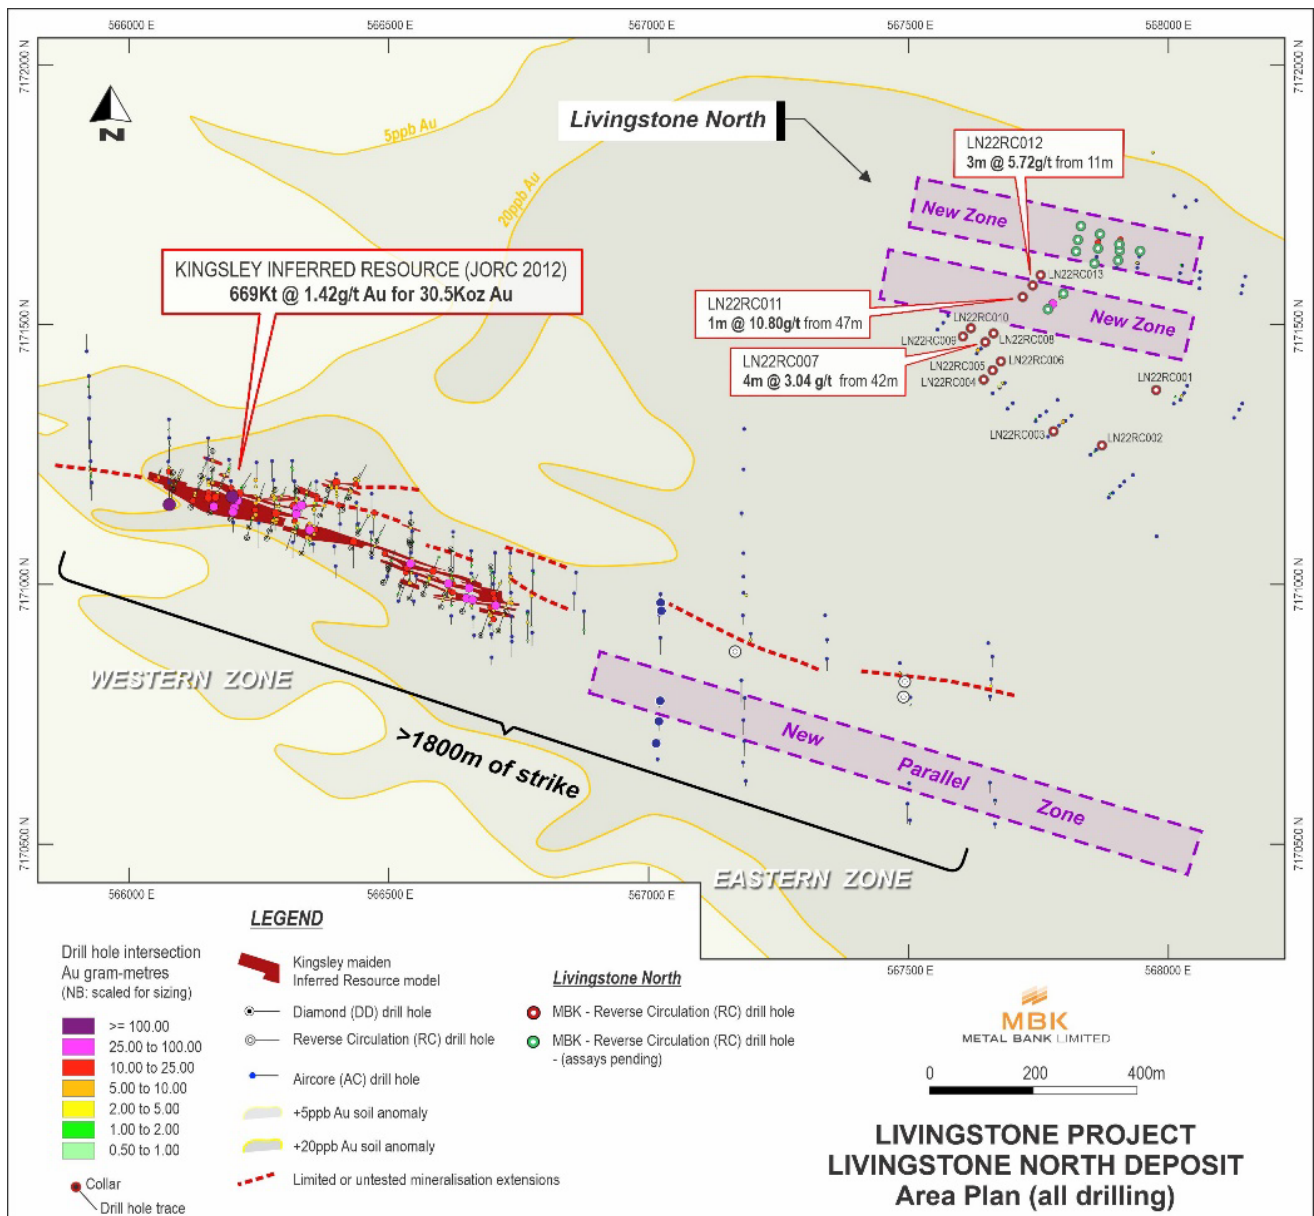 566000 E
566500 E
567000 E
567500 E
568000 E
7172000 N
7172000 N
N
5ppb Au
20ppb Au
Livingstone North
LN22RC012
3m @ 5.72g/t from 11m
New Zone
KINGSLEY INFERRED RESOURCE (JORC 2012)
669Kt @ 1.42g/t Au for 30.5Koz Au
LN22RC013
LN22RC011
1m @ 10.80g/t from 47m
New Zone
7171500 N
7171500 N
LN22RC010
LN22RC009
LN22RC008
LN22RC007
4m @ 3.04 g/t from 42m
LN22RC006
LN22RC005
LN22RC004
LN22RC001
LN22RC003
LN22RC002
7171000 N
7171000 N
WESTERN ZONE
>1800m of strike
New Parallel Zone
7170500 N
7170500 N
EASTERN ZONE
566000 E
566500 E
567000 E
567500 E
568000 E
LEGEND
Drill hole intersection
Au gram-metres
(NB: scaled for sizing)
>= 100.00
25.00 to 100.00
10.00 to 25.00
5.00 to 10.00
2.00 to 5.00
1.00 to 2.00
0.50 to 1.00
Collar
Drill hole trace
Kingsley maiden
Inferred Resource model
Diamond (DD) drill hole
Reverse Circulation (RC) drill hole
Aircore (AC) drill hole
+5ppb Au soil anomaly
+20ppb Au soil anomaly
Limited or untested mineralisation extensions
Livingstone North
MBK - Reverse Circulation (RC) drill hole
MBK - Reverse Circulation (RC) drill hole
- (assays pending)
MBK
METAL BANK LIMITED
0 200 400m
LIVINGSTONE PROJECT
LIVINGSTONE NORTH DEPOSIT
Area Plan (all drilling)